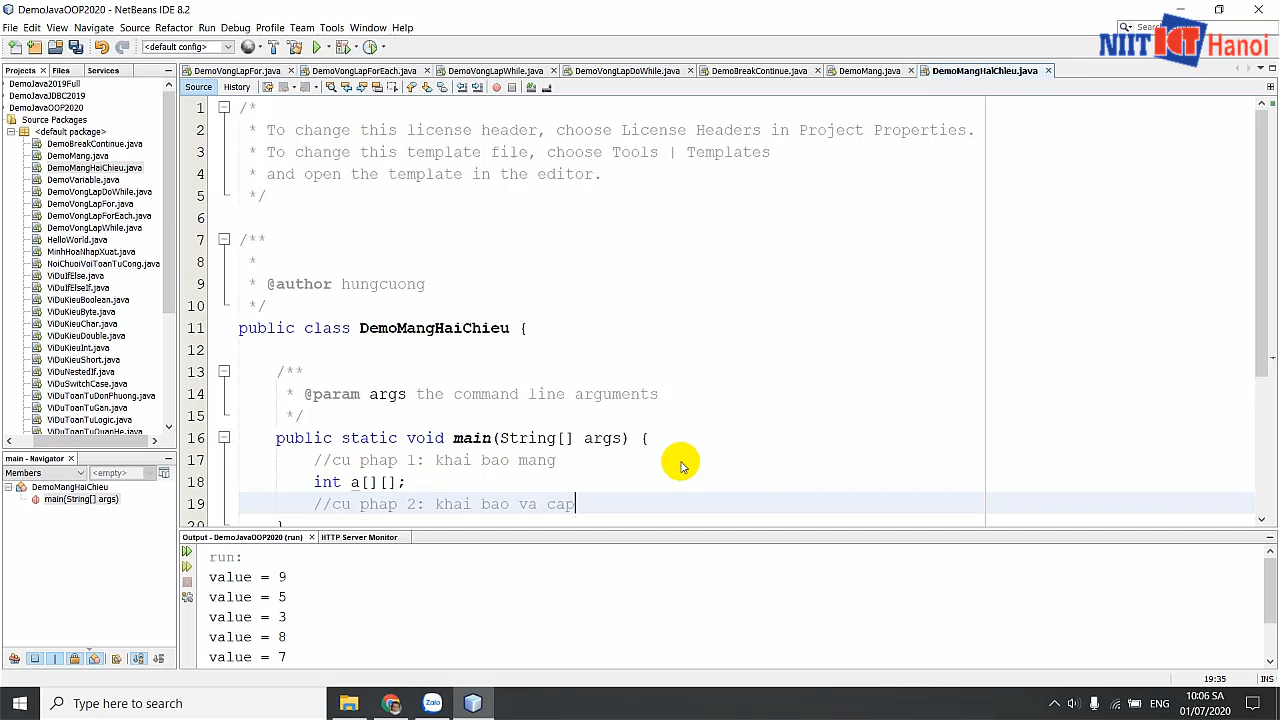 DemoJavaOOP2020 - NetBeans IDE 8.2
File Edit View Navigate Source Refactor Run Debug Profile Team Tools Window Help
NIIT ICT Hanoi
<default config>
Projects Files Services
DemoVongLapFor.java DemoVongLapForEach.java DemoVongLapWhile.java DemoVongLapDoWhile.java DemoBreakContinue.java DemoMang.java DemoMangHaiChieu.java
Source History
DemoJava2019Full
DemoJavaJDBC2019
DemoJavaOOP2020
Source Packages
<default package>
DemoBreakContinue.java
DemoMang.java
DemoMangHaiChieu.java
DemoVariable.java
DemoVongLapDoWhile.java
DemoVongLapFor.java
DemoVongLapForEach.java
DemoVongLapWhile.java
HelloWorld.java
MinhHoaNhapXuat.java
NoiChuoiVoiToanTuCong.java
ViDuIfElse.java
ViDuIfElseIf.java
ViDuKieuBoolean.java
ViDuKieuByte.java
ViDuKieuChar.java
ViDuKieuDouble.java
ViDuKieuInt.java
ViDuKieuShort.java
ViDuNestedIf.java
ViDuSwitchCase.java
ViDuToanTuDonPhuong.java
ViDuToanTuGan.java
ViDuToanTuLogic.java
ViDuToanTuQuanHe.java
1 /*
2 * To change this license header, choose License Headers in Project Properties.
3 * To change this template file, choose Tools | Templates
4 * and open the template in the editor.
5 */
6
7 /**
8 *
9 * @author hungcuong
10 */
11 public class DemoMangHaiChieu {
12
13 /**
14 * @param args the command line arguments
15 */
16 public static void main(String[] args) {
17 //cu phap 1: khai bao mang
18 int a[][];
19 //cu phap 2: khai bao va cap
20 }
main - Navigator
Members <empty>
DemoMangHaiChieu
main(String[] args)
Output - DemoJavaOOP2020 (run) HTTP Server Monitor
run:
value = 9
value = 5
value = 3
value = 8
value = 7
19:35 INS
Type here to search
Zalo
ENG
10:06 SA
01/07/2020